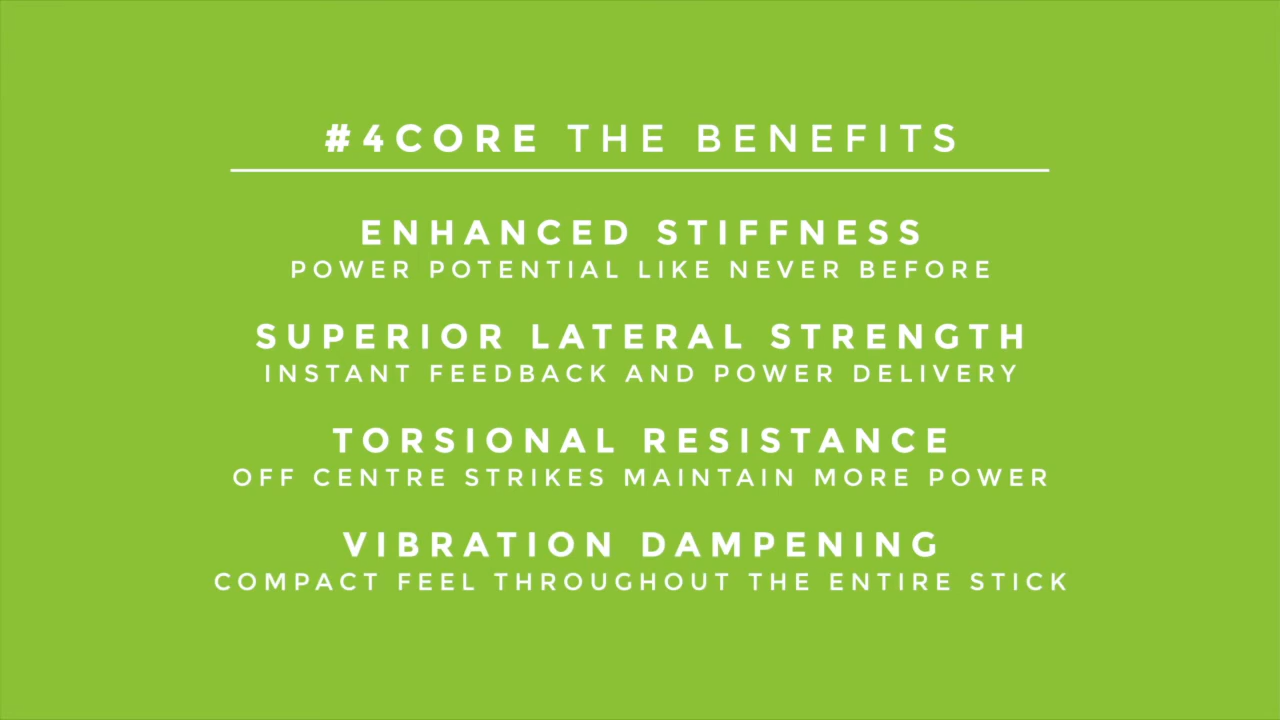 #4CORE THE BENEFITS
ENHANCED STIFFNESS
POWER POTENTIAL LIKE NEVER BEFORE
SUPERIOR LATERAL STRENGTH
INSTANT FEEDBACK AND POWER DELIVERY
TORSIONAL RESISTANCE
OFF CENTRE STRIKES MAINTAIN MORE POWER
VIBRATION DAMPENING
COMPACT FEEL THROUGHOUT THE ENTIRE STICK